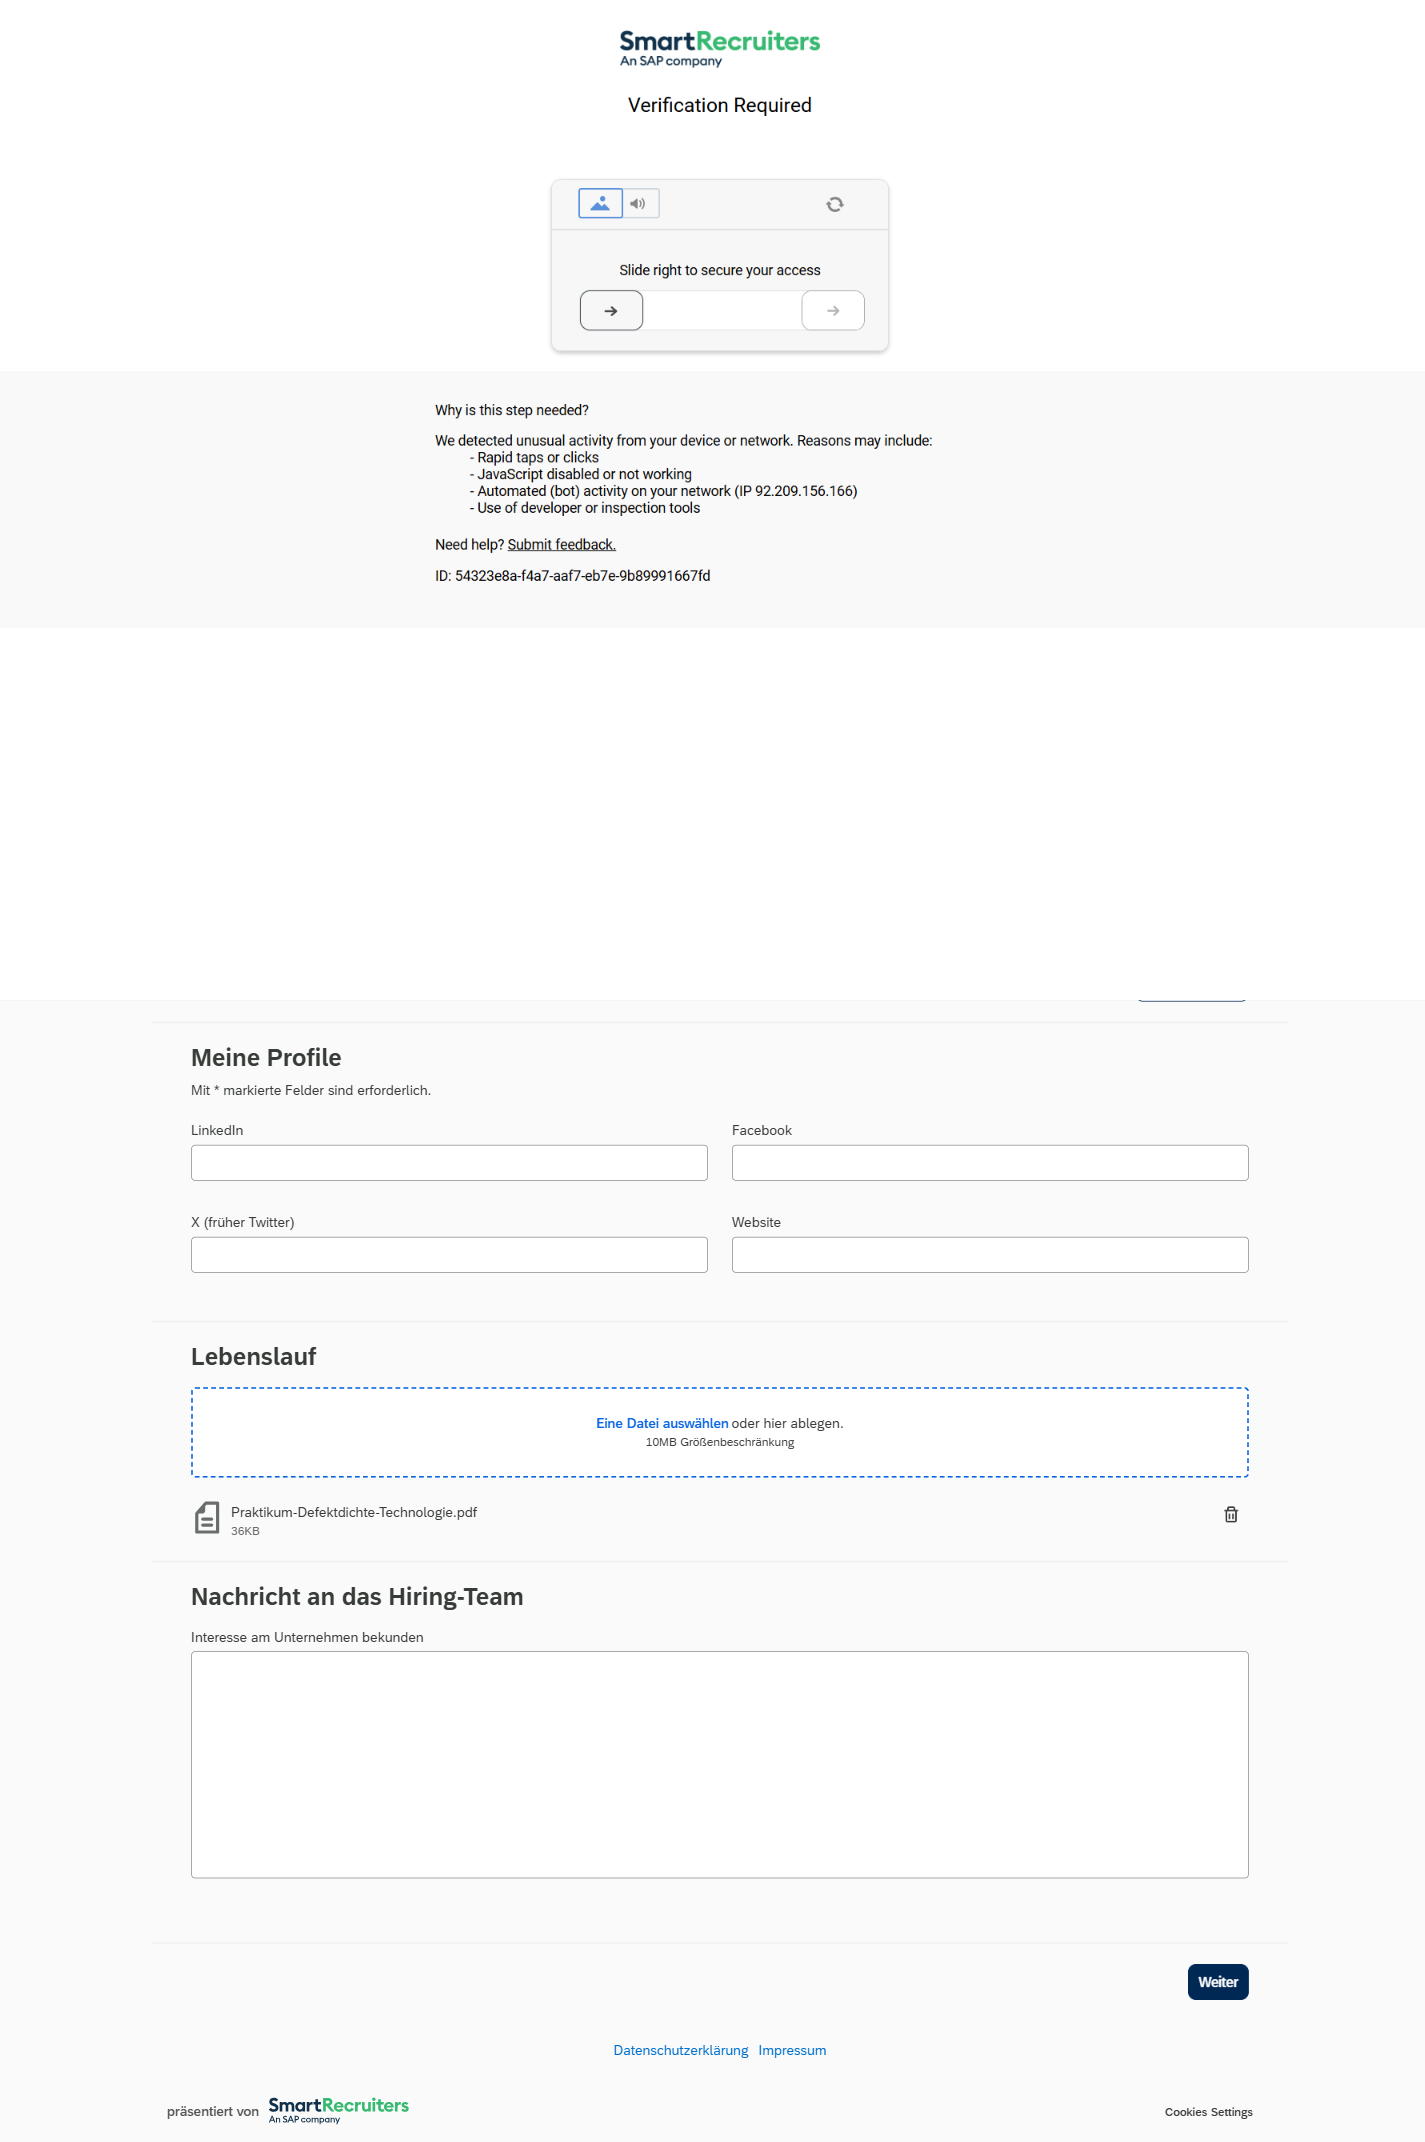 SmartRecruiters
An SAP company
Verification Required
Slide right to secure your access
Why is this step needed?
We detected unusual activity from your device or network. Reasons may include:
- Rapid taps or clicks
- JavaScript disabled or not working
- Automated (bot) activity on your network (IP 92.209.156.166)
- Use of developer or inspection tools
Need help? Submit feedback.
ID: 54323e8a-f4a7-aaf7-eb7e-9b89991667fd
Meine Profile
Mit * markierte Felder sind erforderlich.
LinkedIn
Facebook
X (früher Twitter)
Website
Lebenslauf
Eine Datei auswählen oder hier ablegen.
10MB Größenbeschränkung
Praktikum-Defektdichte-Technologie.pdf
36KB
Nachricht an das Hiring-Team
Interesse am Unternehmen bekunden
Weiter
Datenschutzerklärung Impressum
präsentiert von SmartRecruiters
An SAP company
Cookies Settings